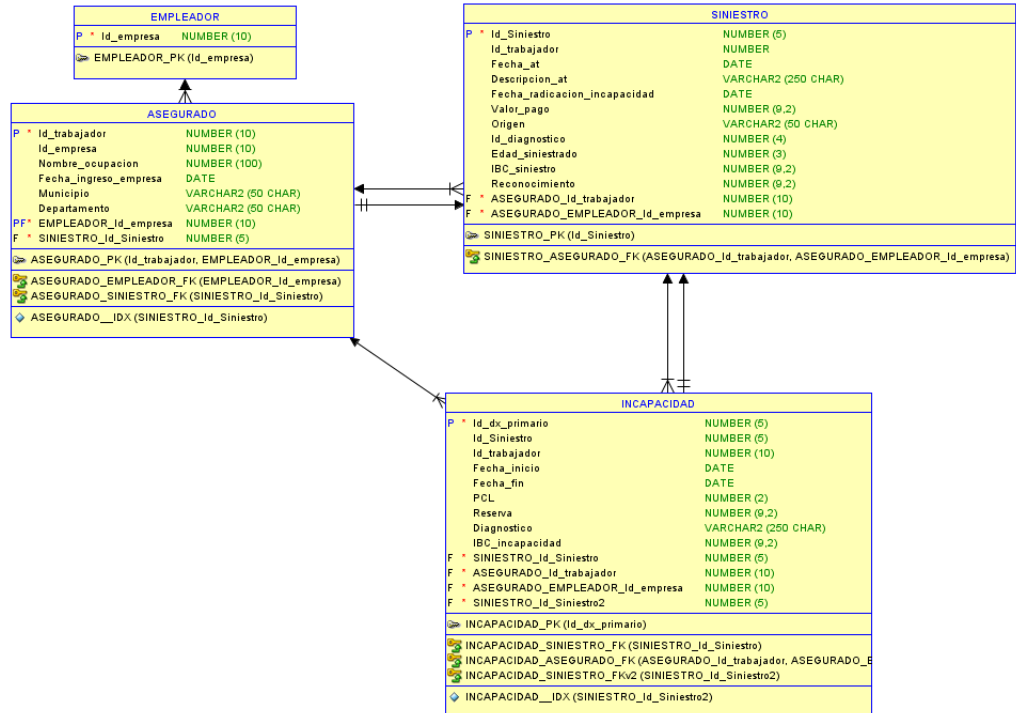 EMPLEADOR
P * Id_empresa NUMBER (10)
EMPLEADOR_PK (Id_empresa)
ASEGURADO
P * Id_trabajador NUMBER (10)
Id_empresa NUMBER (10)
Nombre_ocupacion NUMBER (100)
Fecha_ingreso_empresa DATE
Municipio VARCHAR2 (50 CHAR)
Departamento VARCHAR2 (50 CHAR)
PF* EMPLEADOR_Id_empresa NUMBER (10)
F * SINIESTRO_Id_Siniestro NUMBER (5)
ASEGURADO_PK (Id_trabajador, EMPLEADOR_Id_empresa)
ASEGURADO_EMPLEADOR_FK (EMPLEADOR_Id_empresa)
ASEGURADO_SINIESTRO_FK (SINIESTRO_Id_Siniestro)
ASEGURADO__IDX (SINIESTRO_Id_Siniestro)
SINIESTRO
P * Id_Siniestro NUMBER (5)
Id_trabajador NUMBER
Fecha_at DATE
Descripcion_at VARCHAR2 (250 CHAR)
Fecha_radicacion_incapacidad DATE
Valor_pago NUMBER (9,2)
Origen VARCHAR2 (50 CHAR)
Id_diagnostico NUMBER (4)
Edad_siniestrado NUMBER (3)
IBC_siniestro NUMBER (9,2)
Reconocimiento NUMBER (9,2)
F * ASEGURADO_Id_trabajador NUMBER (10)
F * ASEGURADO_EMPLEADOR_Id_empresa NUMBER (10)
SINIESTRO_PK (Id_Siniestro)
SINIESTRO_ASEGURADO_FK (ASEGURADO_Id_trabajador, ASEGURADO_EMPLEADOR_Id_empresa)
INCAPACIDAD
P * Id_dx_primario NUMBER (5)
Id_Siniestro NUMBER (5)
Id_trabajador NUMBER (10)
Fecha_inicio DATE
Fecha_fin DATE
PCL NUMBER (2)
Reserva NUMBER (9,2)
Diagnostico VARCHAR2 (250 CHAR)
IBC_incapacidad NUMBER (9,2)
F * SINIESTRO_Id_Siniestro NUMBER (5)
F * ASEGURADO_Id_trabajador NUMBER (10)
F * ASEGURADO_EMPLEADOR_Id_empresa NUMBER (10)
F * SINIESTRO_Id_Siniestro2 NUMBER (5)
INCAPACIDAD_PK (Id_dx_primario)
INCAPACIDAD_SINIESTRO_FK (SINIESTRO_Id_Siniestro)
INCAPACIDAD_ASEGURADO_FK (ASEGURADO_Id_trabajador, ASEGURADO_E
INCAPACIDAD_SINIESTRO_FKv2 (SINIESTRO_Id_Siniestro2)
INCAPACIDAD__IDX (SINIESTRO_Id_Siniestro2)